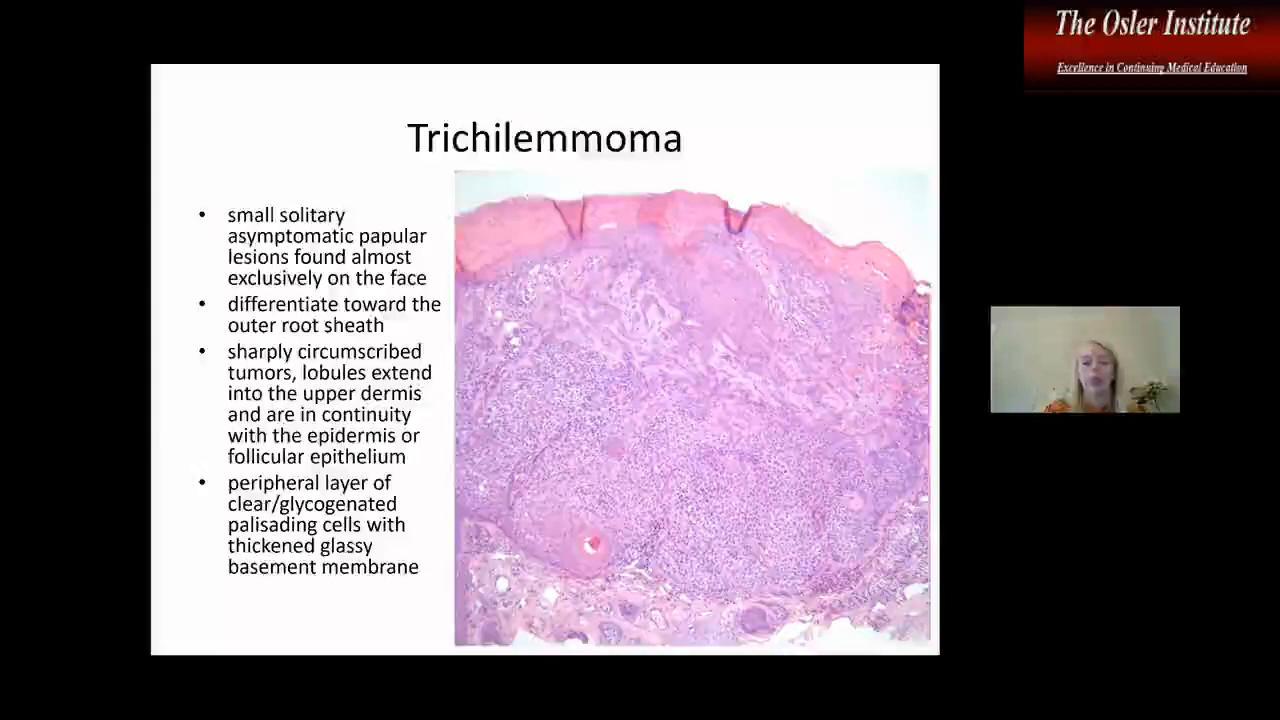 The Osler Institute
Excellence in Continuing Medical Education
Trichilemmoma
• small solitary
asymptomatic papular
lesions found almost
exclusively on the face
• differentiate toward the
outer root sheath
• sharply circumscribed
tumors, lobules extend
into the upper dermis
and are in continuity
with the epidermis or
follicular epithelium
• peripheral layer of
clear/glycogenated
palisading cells with
thickened glassy
basement membrane